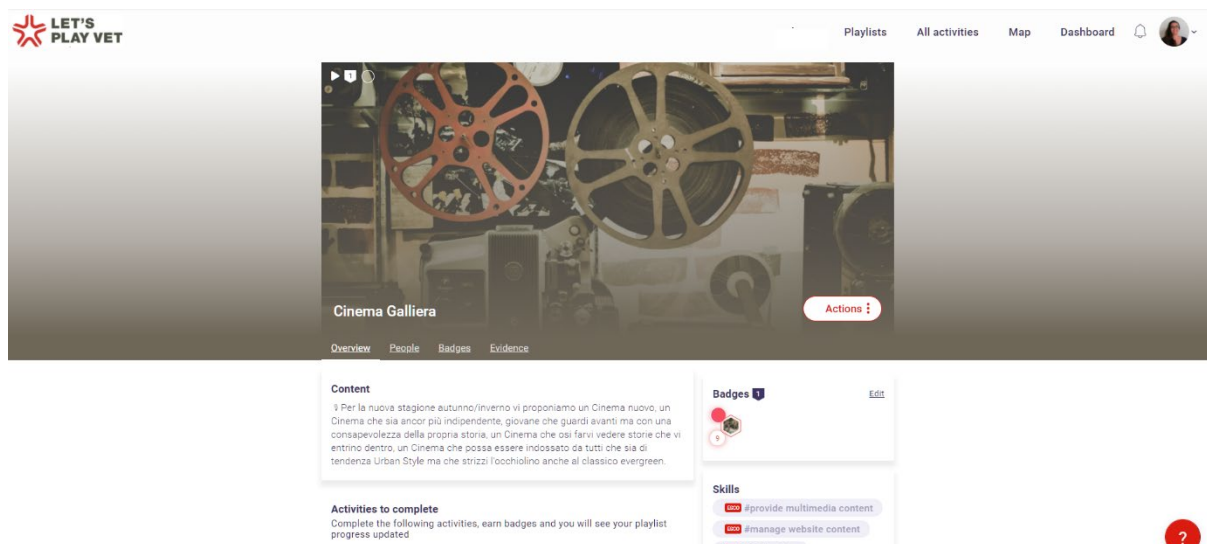 LET'S
PLAY VET
Playlists All activities Map Dashboard
1
Cinema Galliera
Actions
Overview People Badges Evidence
Content
Per la nuova stagione autunno/inverno vi proponiamo un Cinema nuovo, un
Cinema che sia ancor più indipendente, giovane che guardi avanti ma con una
consapevolezza della propria storia, un Cinema che osi farvi vedere storie che vi
entrino dentro, un Cinema che possa essere indossato da tutti che sia di
tendenza Urban Style ma che strizzi l'occhiolino anche al classico evergreen.
Activities to complete
Complete the following activities, earn badges and you will see your playlist
progress updated
Badges 1 Edit
9
Skills
#provide multimedia content
#manage website content
?